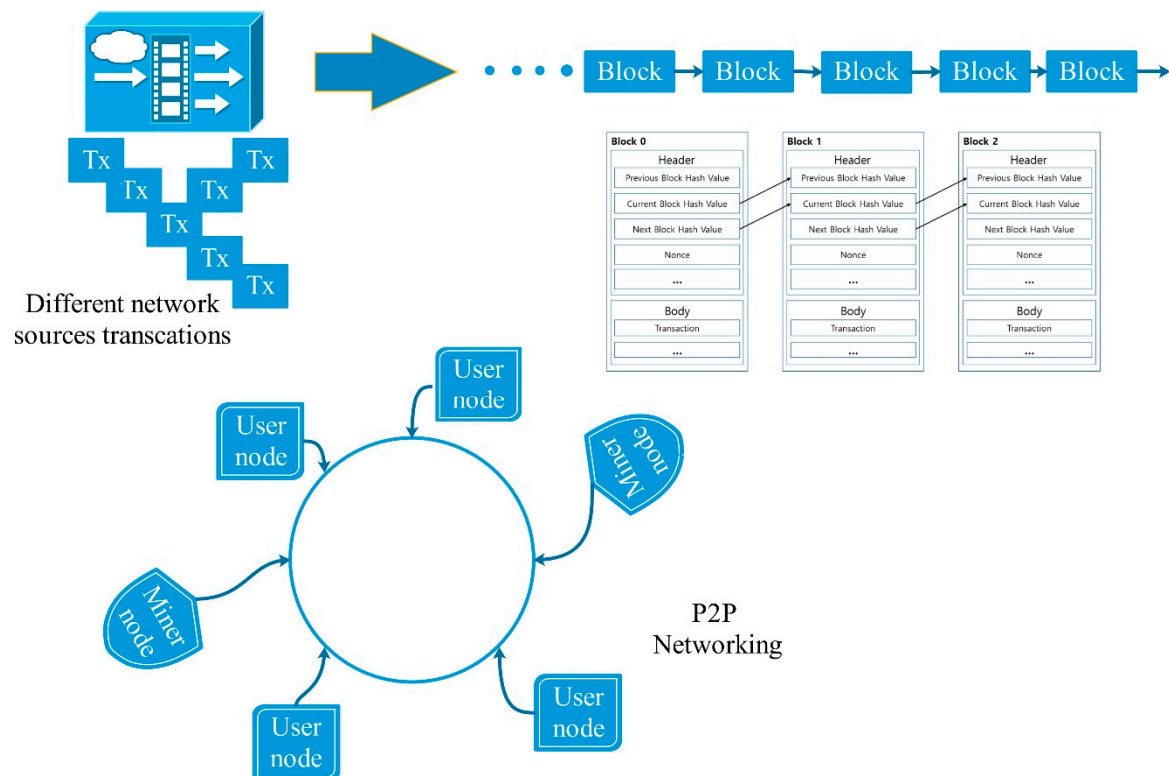 Block Block Block Block Block
Tx Tx
Tx Tx
Tx
Tx
Tx
Different network
sources transcations
Block 0
Header
Previous Block Hash Value
Current Block Hash Value
Next Block Hash Value
Nonce
...
Body
Transaction
...
Block 1
Header
Previous Block Hash Value
Current Block Hash Value
Next Block Hash Value
Nonce
...
Body
Transaction
...
Block 2
Header
Previous Block Hash Value
Current Block Hash Value
Next Block Hash Value
Nonce
...
Body
Transaction
...
User
node
User
node
Miner
node
Miner
node
P2P
Networking
User
node
User
node